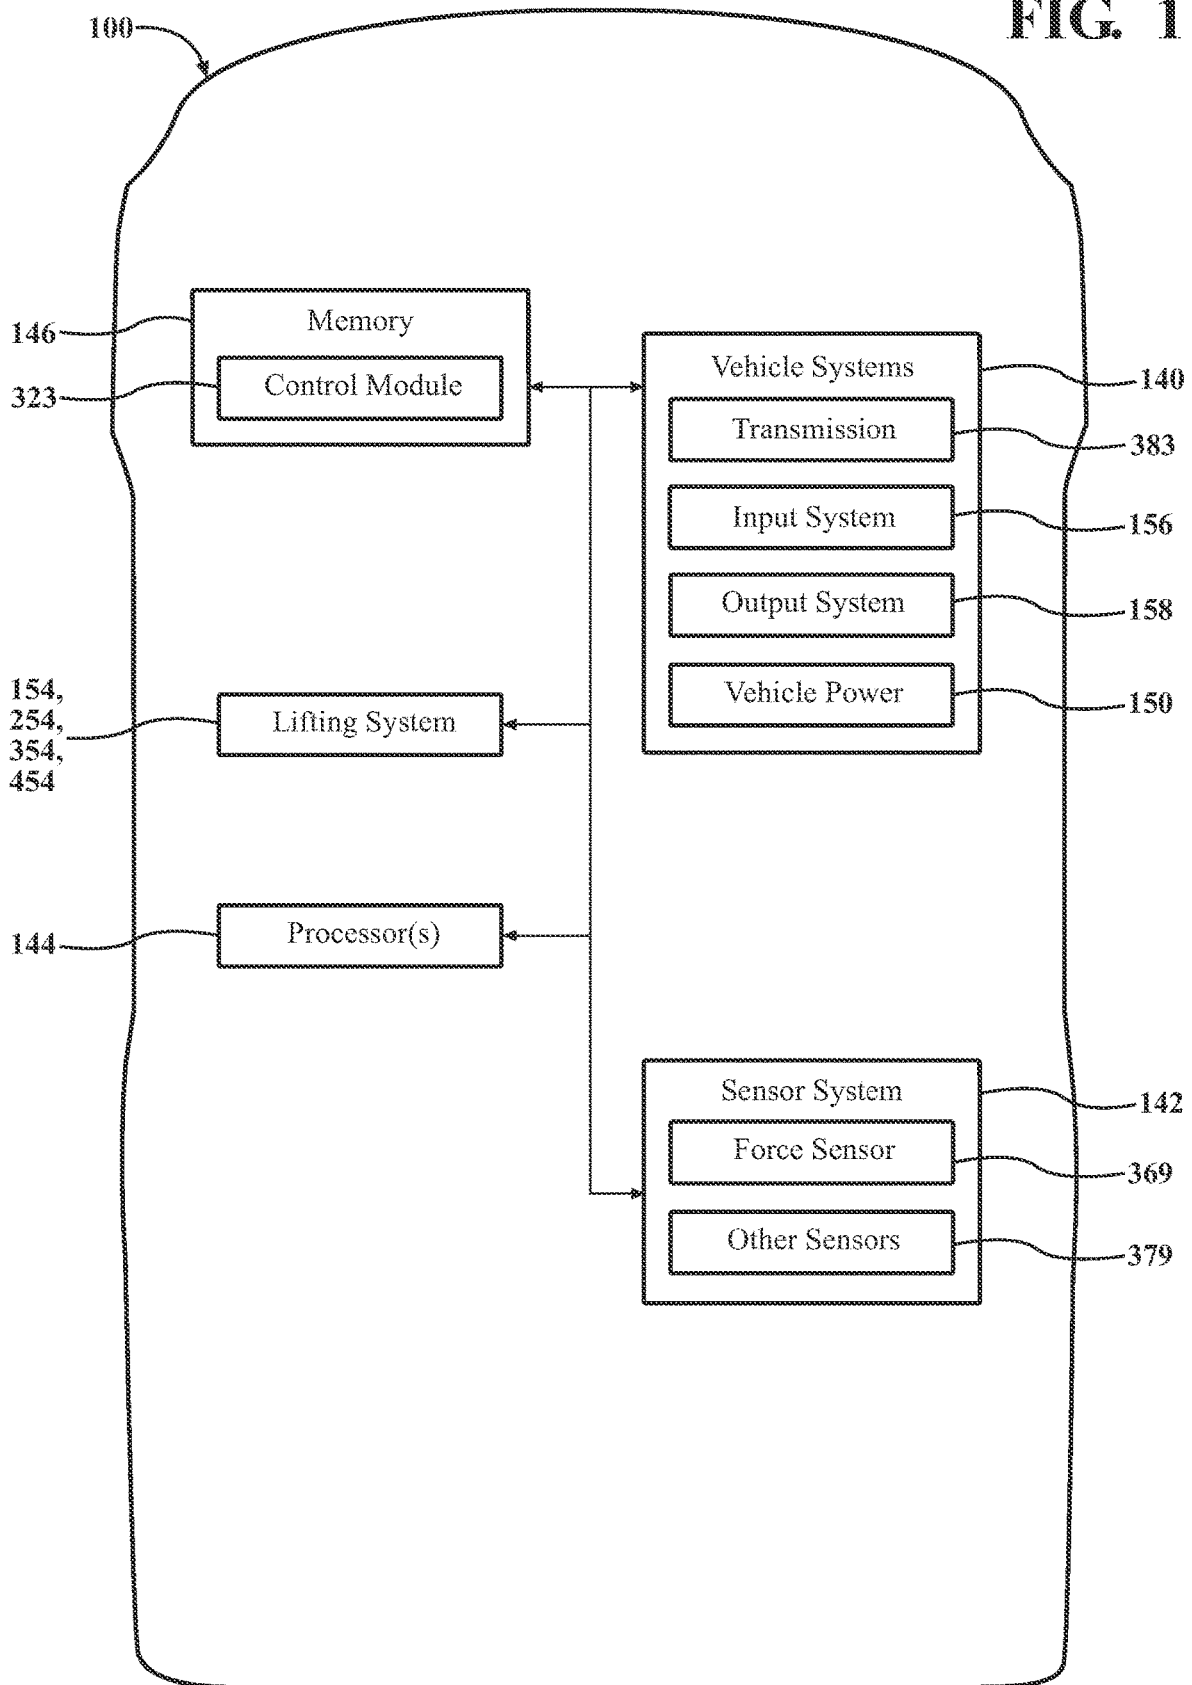 FIG. 1
100
146
Memory
323
Control Module
Vehicle Systems
140
Transmission
383
Input System
156
Output System
158
Vehicle Power
150
154,
254,
354,
454
Lifting System
144
Processor(s)
Sensor System
142
Force Sensor
369
Other Sensors
379